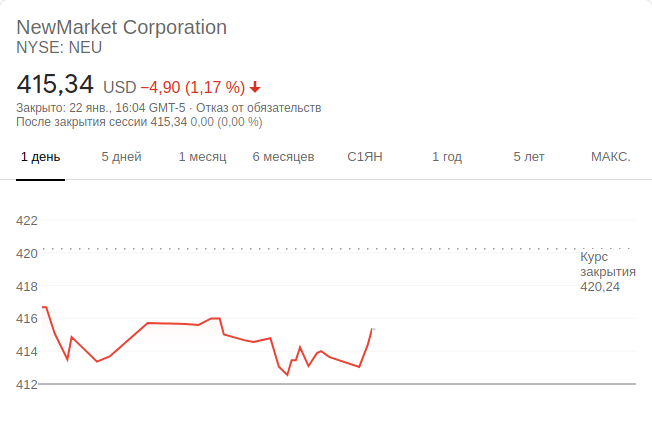 NewMarket Corporation
NYSE: NEU
415,34 USD −4,90 (1,17 %)
Закрыто: 22 янв., 16:04 GMT-5 · Отказ от обязательств
После закрытия сессии 415,34 0,00 (0,00 %)
1 день 5 дней 1 месяц 6 месяцев С1ЯН 1 год 5 лет МАКС.
422
420
Курс
закрытия
418 420,24
416
414
412